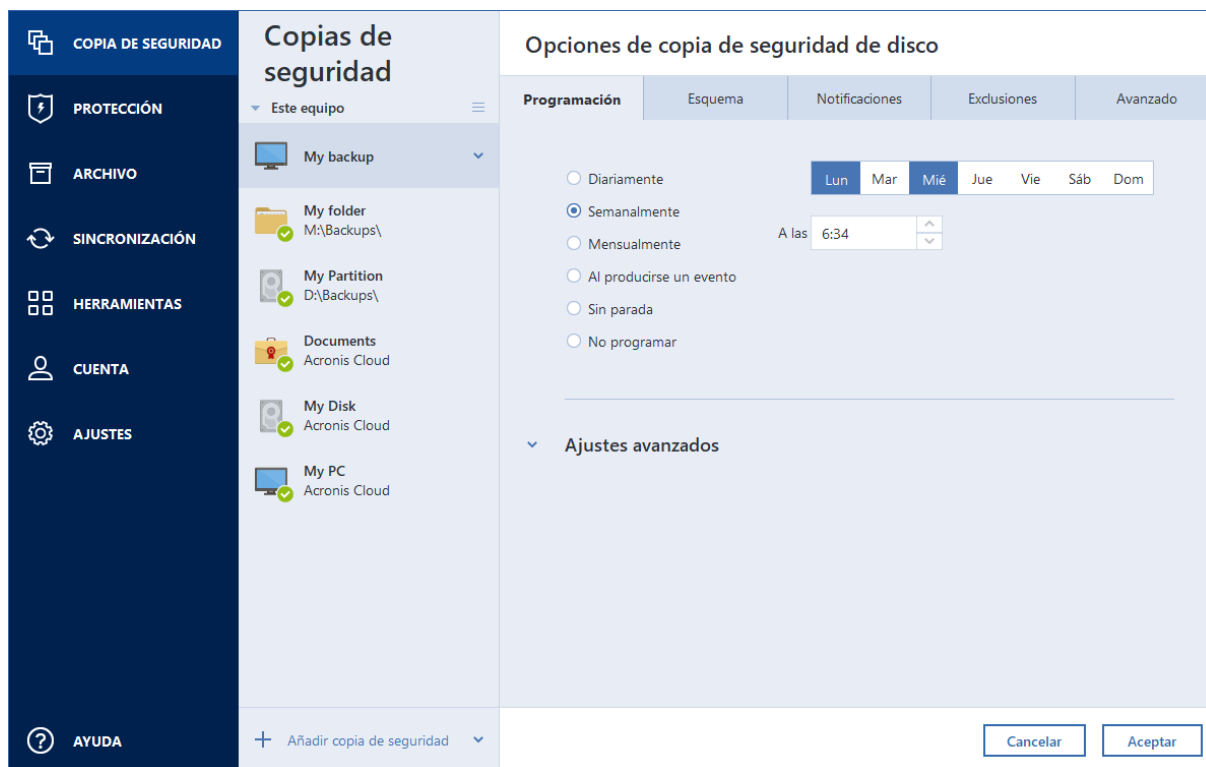 COPIA DE SEGURIDAD
PROTECCIÓN
ARCHIVO
SINCRONIZACIÓN
HERRAMIENTAS
CUENTA
AJUSTES
AYUDA
Copias de
seguridad
Este equipo
My backup
My folder
M:\Backups\
My Partition
D:\Backups\
Documents
Acronis Cloud
My Disk
Acronis Cloud
My PC
Acronis Cloud
Añadir copia de seguridad
Opciones de copia de seguridad de disco
Programación Esquema Notificaciones Exclusiones Avanzado
Diariamente
Semanalmente
Mensualmente
Al producirse un evento
Sin parada
No programar
Lun Mar Mié Jue Vie Sáb Dom
A las 6:34
Ajustes avanzados
Cancelar Aceptar